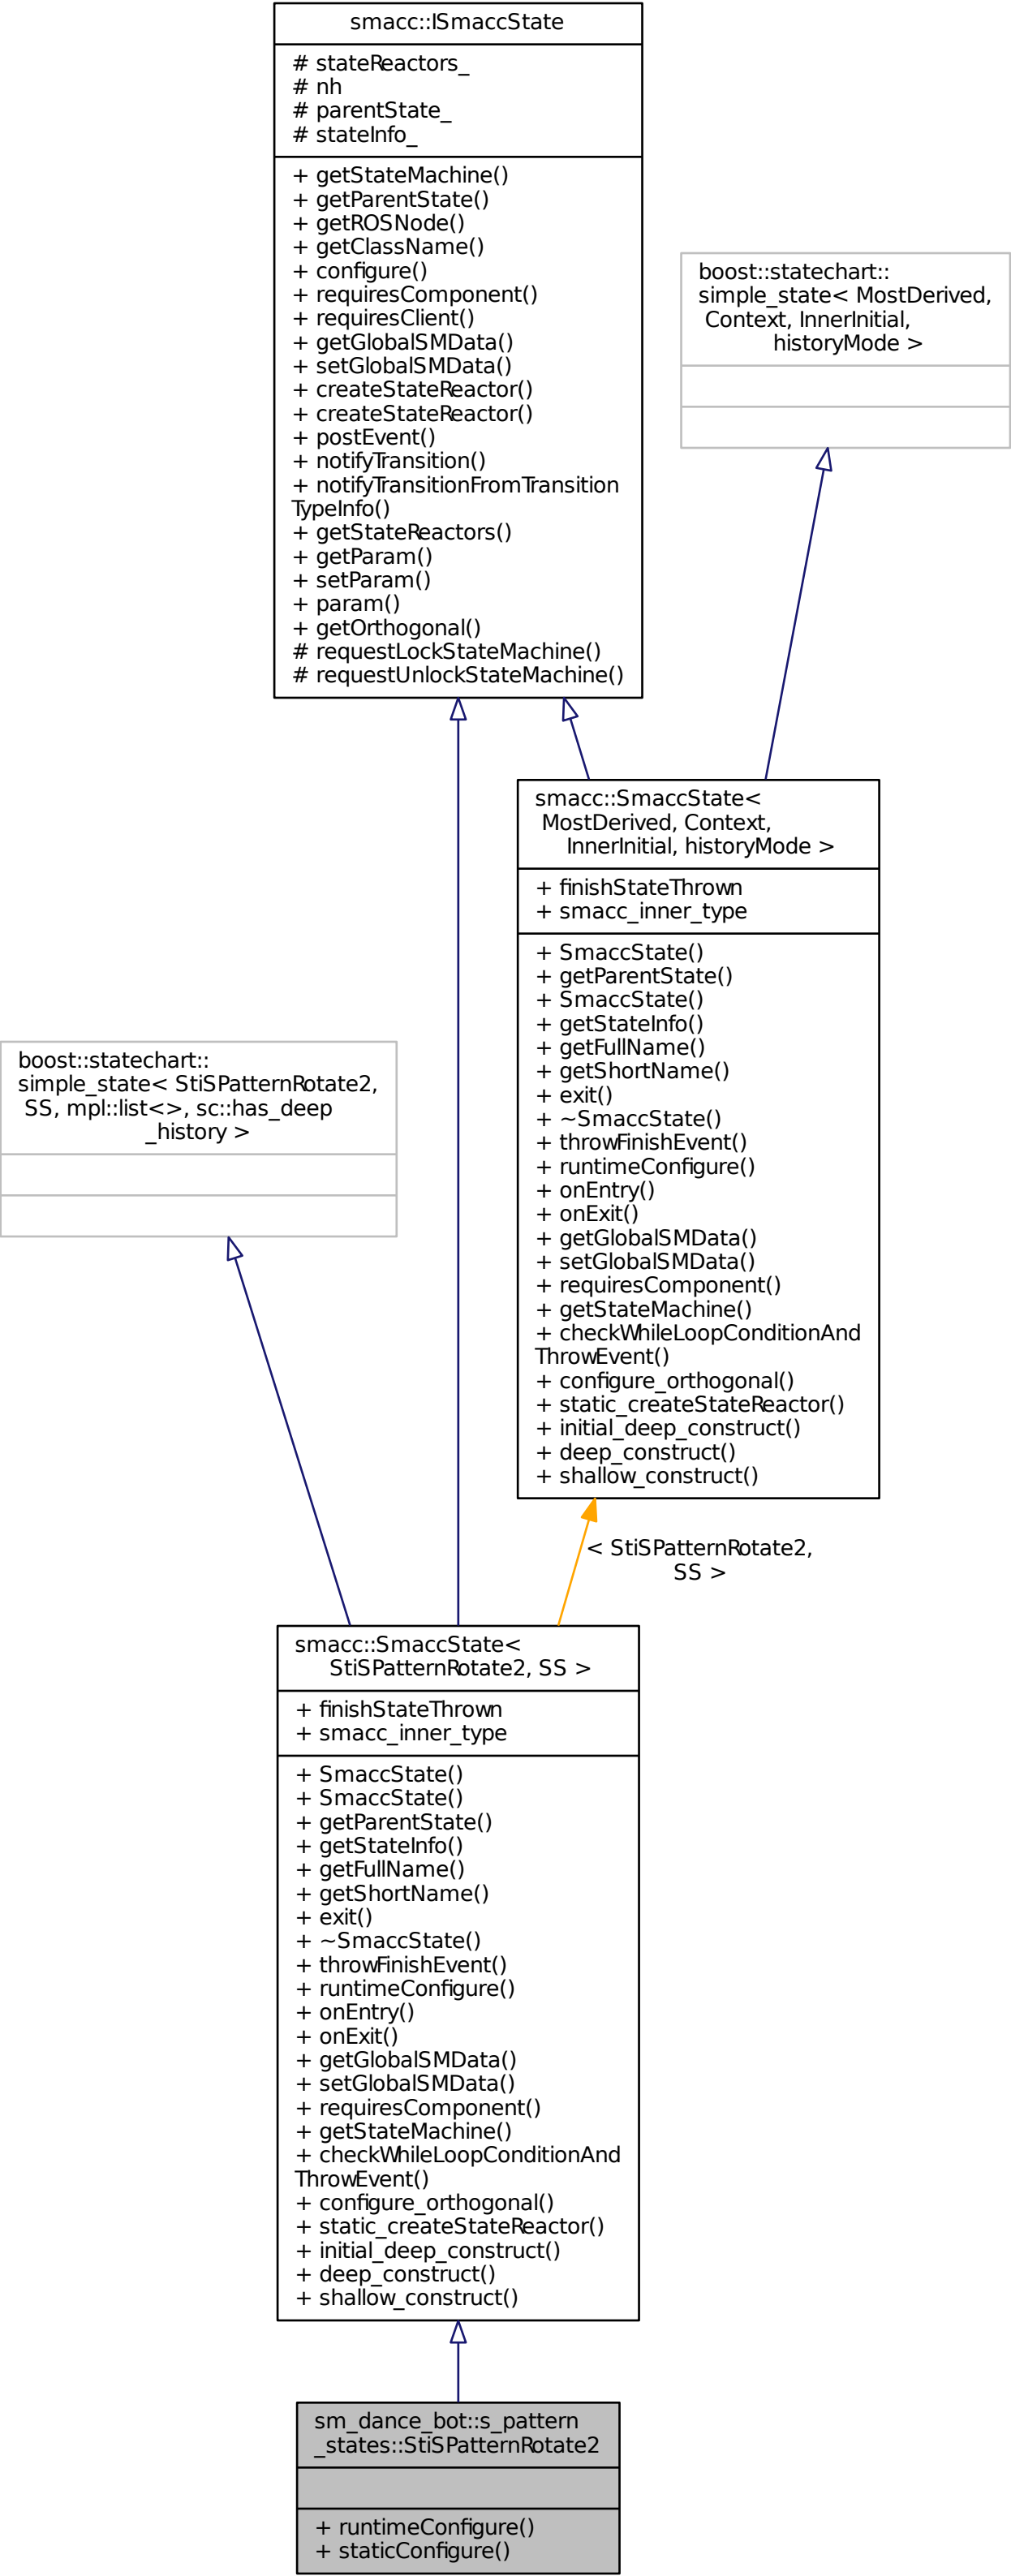 smacc::ISmaccState
# stateReactors_
# nh
# parentState_
# stateInfo_
+ getStateMachine()
+ getParentState()
+ getROSNode()
+ getClassName()
+ configure()
+ requiresComponent()
+ requiresClient()
+ getGlobalSMData()
+ setGlobalSMData()
+ createStateReactor()
+ createStateReactor()
+ postEvent()
+ notifyTransition()
+ notifyTransitionFromTransition
TypeInfo()
+ getStateReactors()
+ getParam()
+ setParam()
+ param()
+ getOrthogonal()
# requestLockStateMachine()
# requestUnlockStateMachine()
boost::statechart::
simple_state< MostDerived,
Context, InnerInitial,
historyMode >
smacc::SmaccState<
MostDerived, Context,
InnerInitial, historyMode >
+ finishStateThrown
+ smacc_inner_type
+ SmaccState()
+ getParentState()
+ SmaccState()
+ getStateInfo()
+ getFullName()
+ getShortName()
+ exit()
+ ~SmaccState()
+ throwFinishEvent()
+ runtimeConfigure()
+ onEntry()
+ onExit()
+ getGlobalSMData()
+ setGlobalSMData()
+ requiresComponent()
+ getStateMachine()
+ checkWhileLoopConditionAnd
ThrowEvent()
+ configure_orthogonal()
+ static_createStateReactor()
+ initial_deep_construct()
+ deep_construct()
+ shallow_construct()
boost::statechart::
simple_state< StiSPatternRotate2,
SS, mpl::list<>, sc::has_deep
_history >
< StiSPatternRotate2,
SS >
smacc::SmaccState<
StiSPatternRotate2, SS >
+ finishStateThrown
+ smacc_inner_type
+ SmaccState()
+ SmaccState()
+ getParentState()
+ getStateInfo()
+ getFullName()
+ getShortName()
+ exit()
+ ~SmaccState()
+ throwFinishEvent()
+ runtimeConfigure()
+ onEntry()
+ onExit()
+ getGlobalSMData()
+ setGlobalSMData()
+ requiresComponent()
+ getStateMachine()
+ checkWhileLoopConditionAnd
ThrowEvent()
+ configure_orthogonal()
+ static_createStateReactor()
+ initial_deep_construct()
+ deep_construct()
+ shallow_construct()
sm_dance_bot::s_pattern
_states::StiSPatternRotate2
+ runtimeConfigure()
+ staticConfigure()